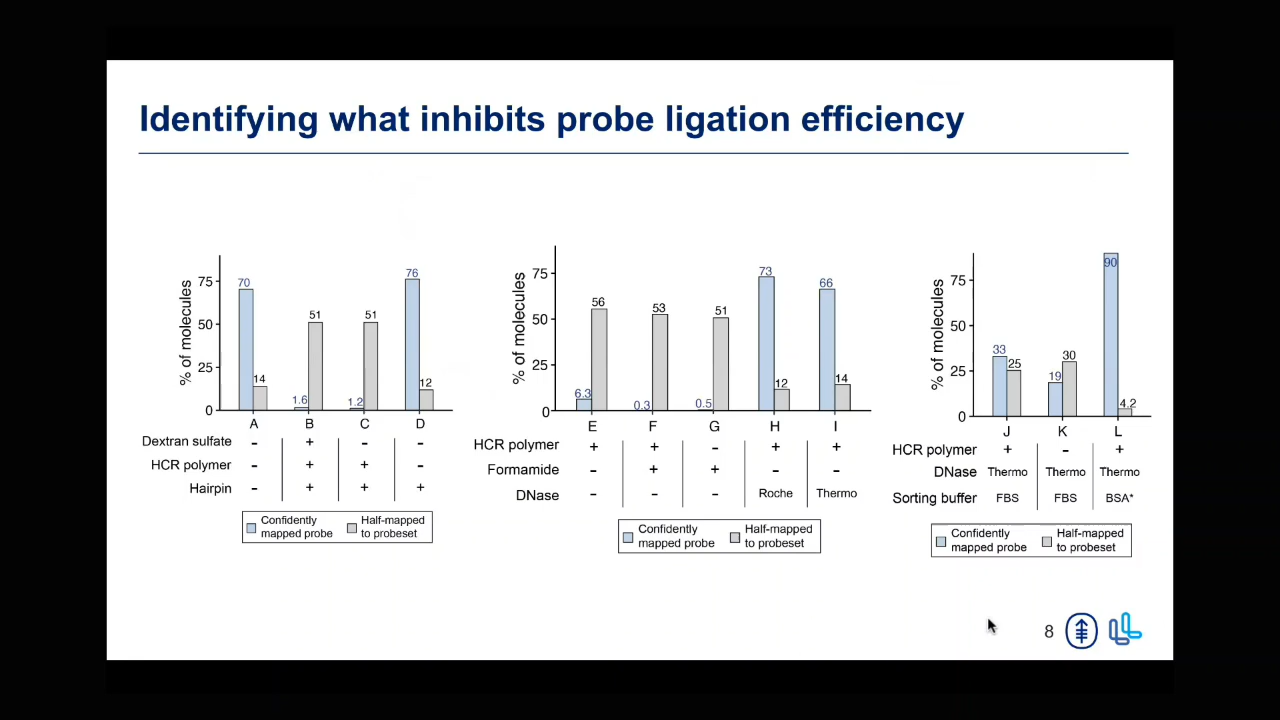 Identifying what inhibits probe ligation efficiency
% of molecules
75
50
25
0
70
14
1.6
51
1.2
51
76
12
A B C D
Dextran sulfate - + - -
HCR polymer - + + -
Hairpin - + + +
Confidently mapped probe
Half-mapped to probeset
% of molecules
75
50
25
0
6.3
56
0.3
53
0.5
51
73
12
66
14
E F G H I
HCR polymer + + - + +
Formamide - + + - -
DNase - - - Roche Thermo
Confidently mapped probe
Half-mapped to probeset
% of molecules
75
50
25
0
33
25
19
30
90
4.2
J K L
HCR polymer + - +
DNase Thermo Thermo Thermo
Sorting buffer FBS FBS BSA*
Confidently mapped probe
Half-mapped to probeset
8